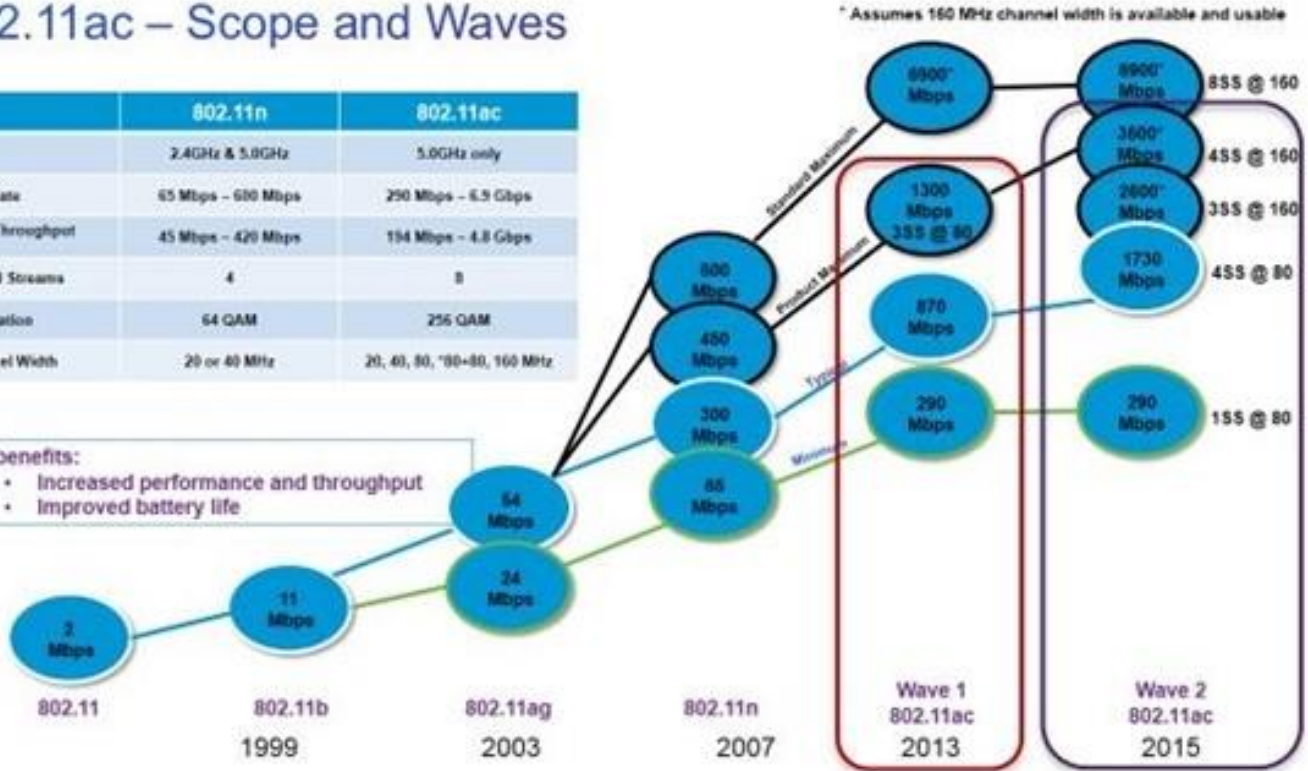 2.11ac – Scope and Waves
* Assumes 160 MHz channel width is available and usable
802.11n 802.11ac
2.4GHz & 5.0GHz 5.0GHz only
ate 65 Mbps – 600 Mbps 290 Mbps – 6.9 Gbps
Throughput 45 Mbps – 420 Mbps 194 Mbps – 4.8 Gbps
l Streams 4 8
ation 64 QAM 256 QAM
el Width 20 or 40 MHz 20, 40, 80, *80+80, 160 MHz
benefits:
• Increased performance and throughput
• Improved battery life
2
Mbps
11
Mbps
54
Mbps
24
Mbps
600
Mbps
450
Mbps
300
Mbps
Mbps
Standard Maximum
Product Maximum
Typical
Minimum
6900*
Mbps
1300
Mbps
3SS @ 80
870
Mbps
290
Mbps
6900*
Mbps
8SS @ 160
3500*
Mbps
4SS @ 160
2600*
Mbps
3SS @ 160
1730
Mbps
4SS @ 80
290
Mbps
1SS @ 80
802.11
802.11b
1999
802.11ag
2003
802.11n
2007
Wave 1
802.11ac
2013
Wave 2
802.11ac
2015